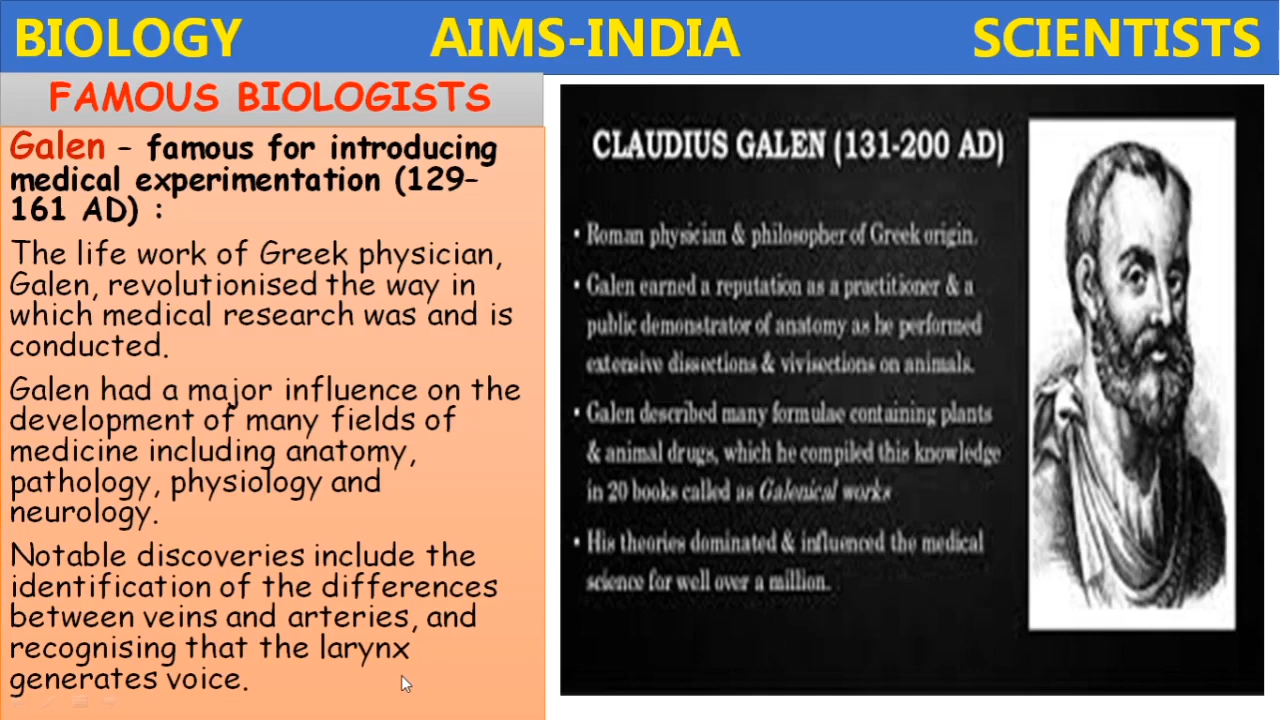 BIOLOGY AIMS-INDIA SCIENTISTS
FAMOUS BIOLOGISTS
Galen – famous for introducing
medical experimentation (129–
161 AD) :
The life work of Greek physician,
Galen, revolutionised the way in
which medical research was and is
conducted.
Galen had a major influence on the
development of many fields of
medicine including anatomy,
pathology, physiology and
neurology.
Notable discoveries include the
identification of the differences
between veins and arteries, and
recognising that the larynx
generates voice.
CLAUDIUS GALEN (131-200 AD)
• Roman physician & philosopher of Greek origin.
• Galen earned a reputation as a practitioner & a
public demonstrator of anatomy as he performed
extensive dissections & vivisections on animals.
• Galen described many formulae containing plants
& animal drugs, which he compiled this knowledge
in 20 books called as Galenical works
• His theories dominated & influenced the medical
science for well over a million.